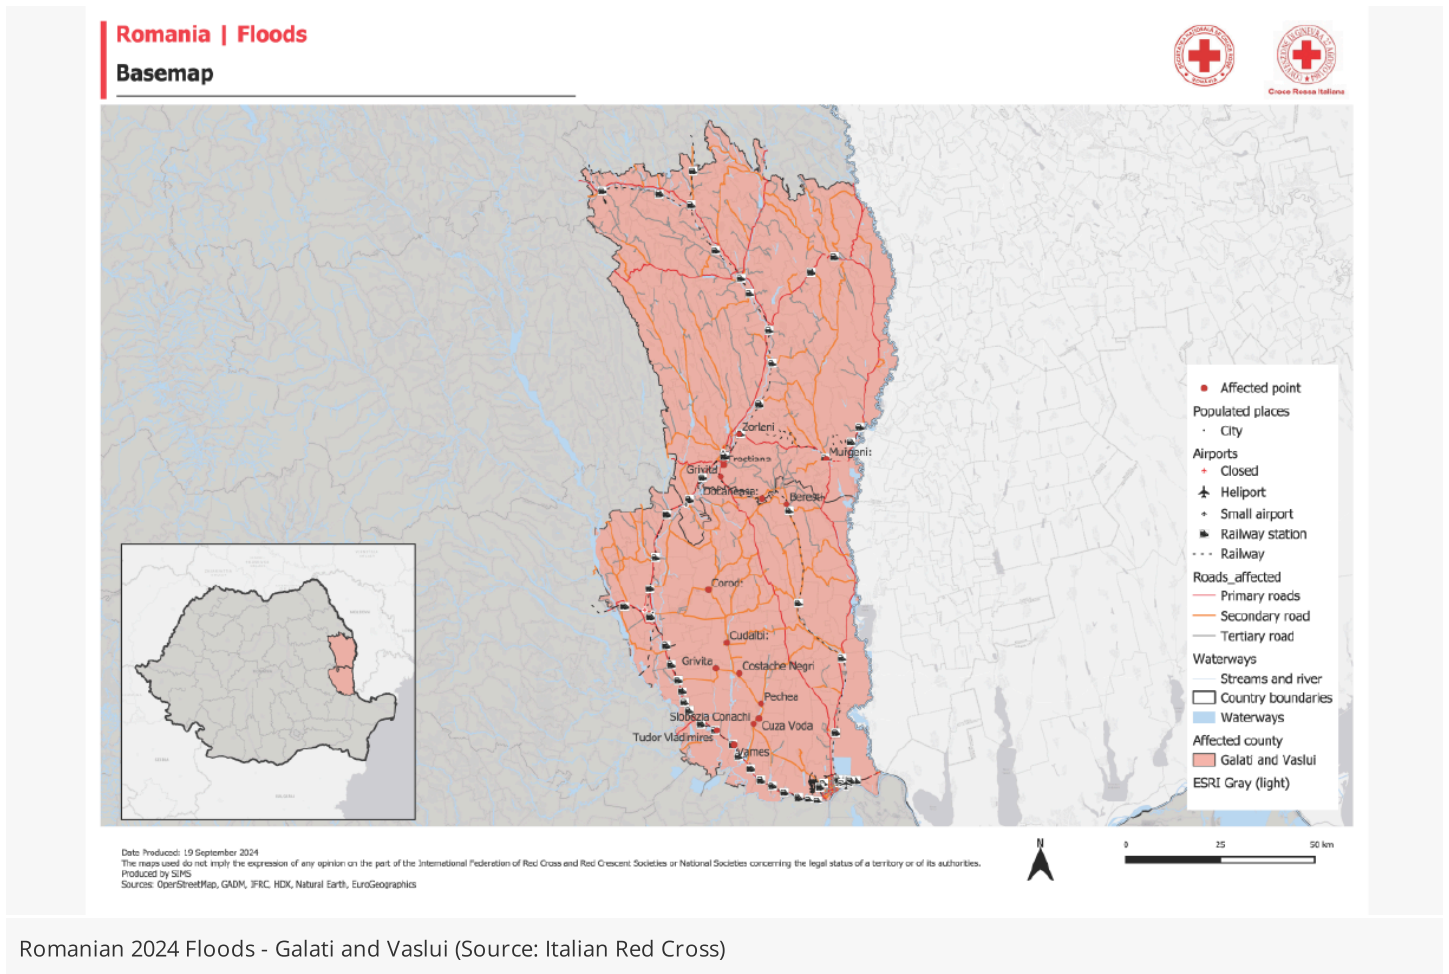 Romania | Floods
Basemap
Croce Rossa Italiana
Zorleni
Murgeni:
Grivita
Beresti
Corod:
Cudalbi:
Grivita
Costache Negri
Pechea
Slobozia Conachi
Cuza Voda
Tudor Vladimires
Vames
Affected point
Populated places
City
Airports
Closed
Heliport
Small airport
Railway station
Railway
Roads_affected
Primary roads
Secondary road
Tertiary road
Waterways
Streams and river
Country boundaries
Waterways
Affected county
Galati and Vaslui
ESRI Gray (light)
Date Produced: 19 September 2024
The maps used do not imply the expression of any opinion on the part of the International Federation of Red Cross and Red Crescent Societies or National Societies concerning the legal status of a territory or of its authorities.
Produced by SIMS
Sources: OpenStreetMap, GADM, IFRC, HDX, Natural Earth, EuroGeographics
N
0 25 50 km
Romanian 2024 Floods - Galati and Vaslui (Source: Italian Red Cross)